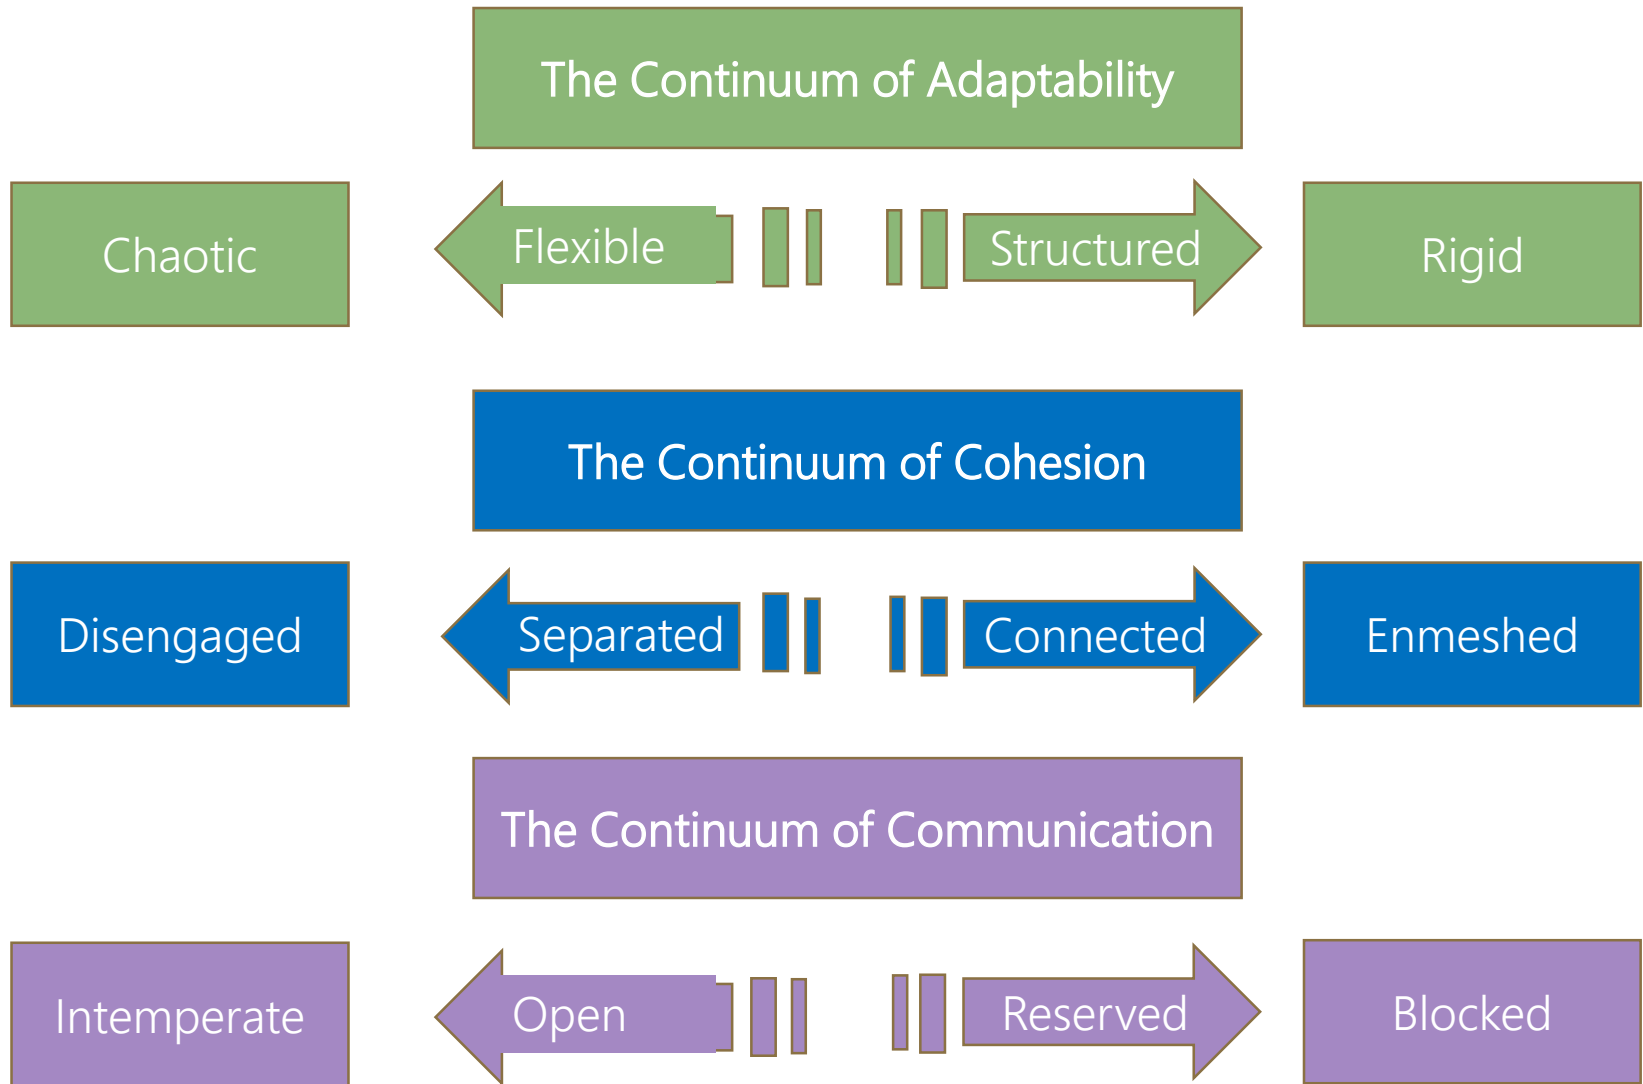 The Continuum of Adaptability
Chaotic
Flexible
Structured
Rigid
The Continuum of Cohesion
Disengaged
Separated
Connected
Enmeshed
The Continuum of Communication
Intemperate
Open
Reserved
Blocked